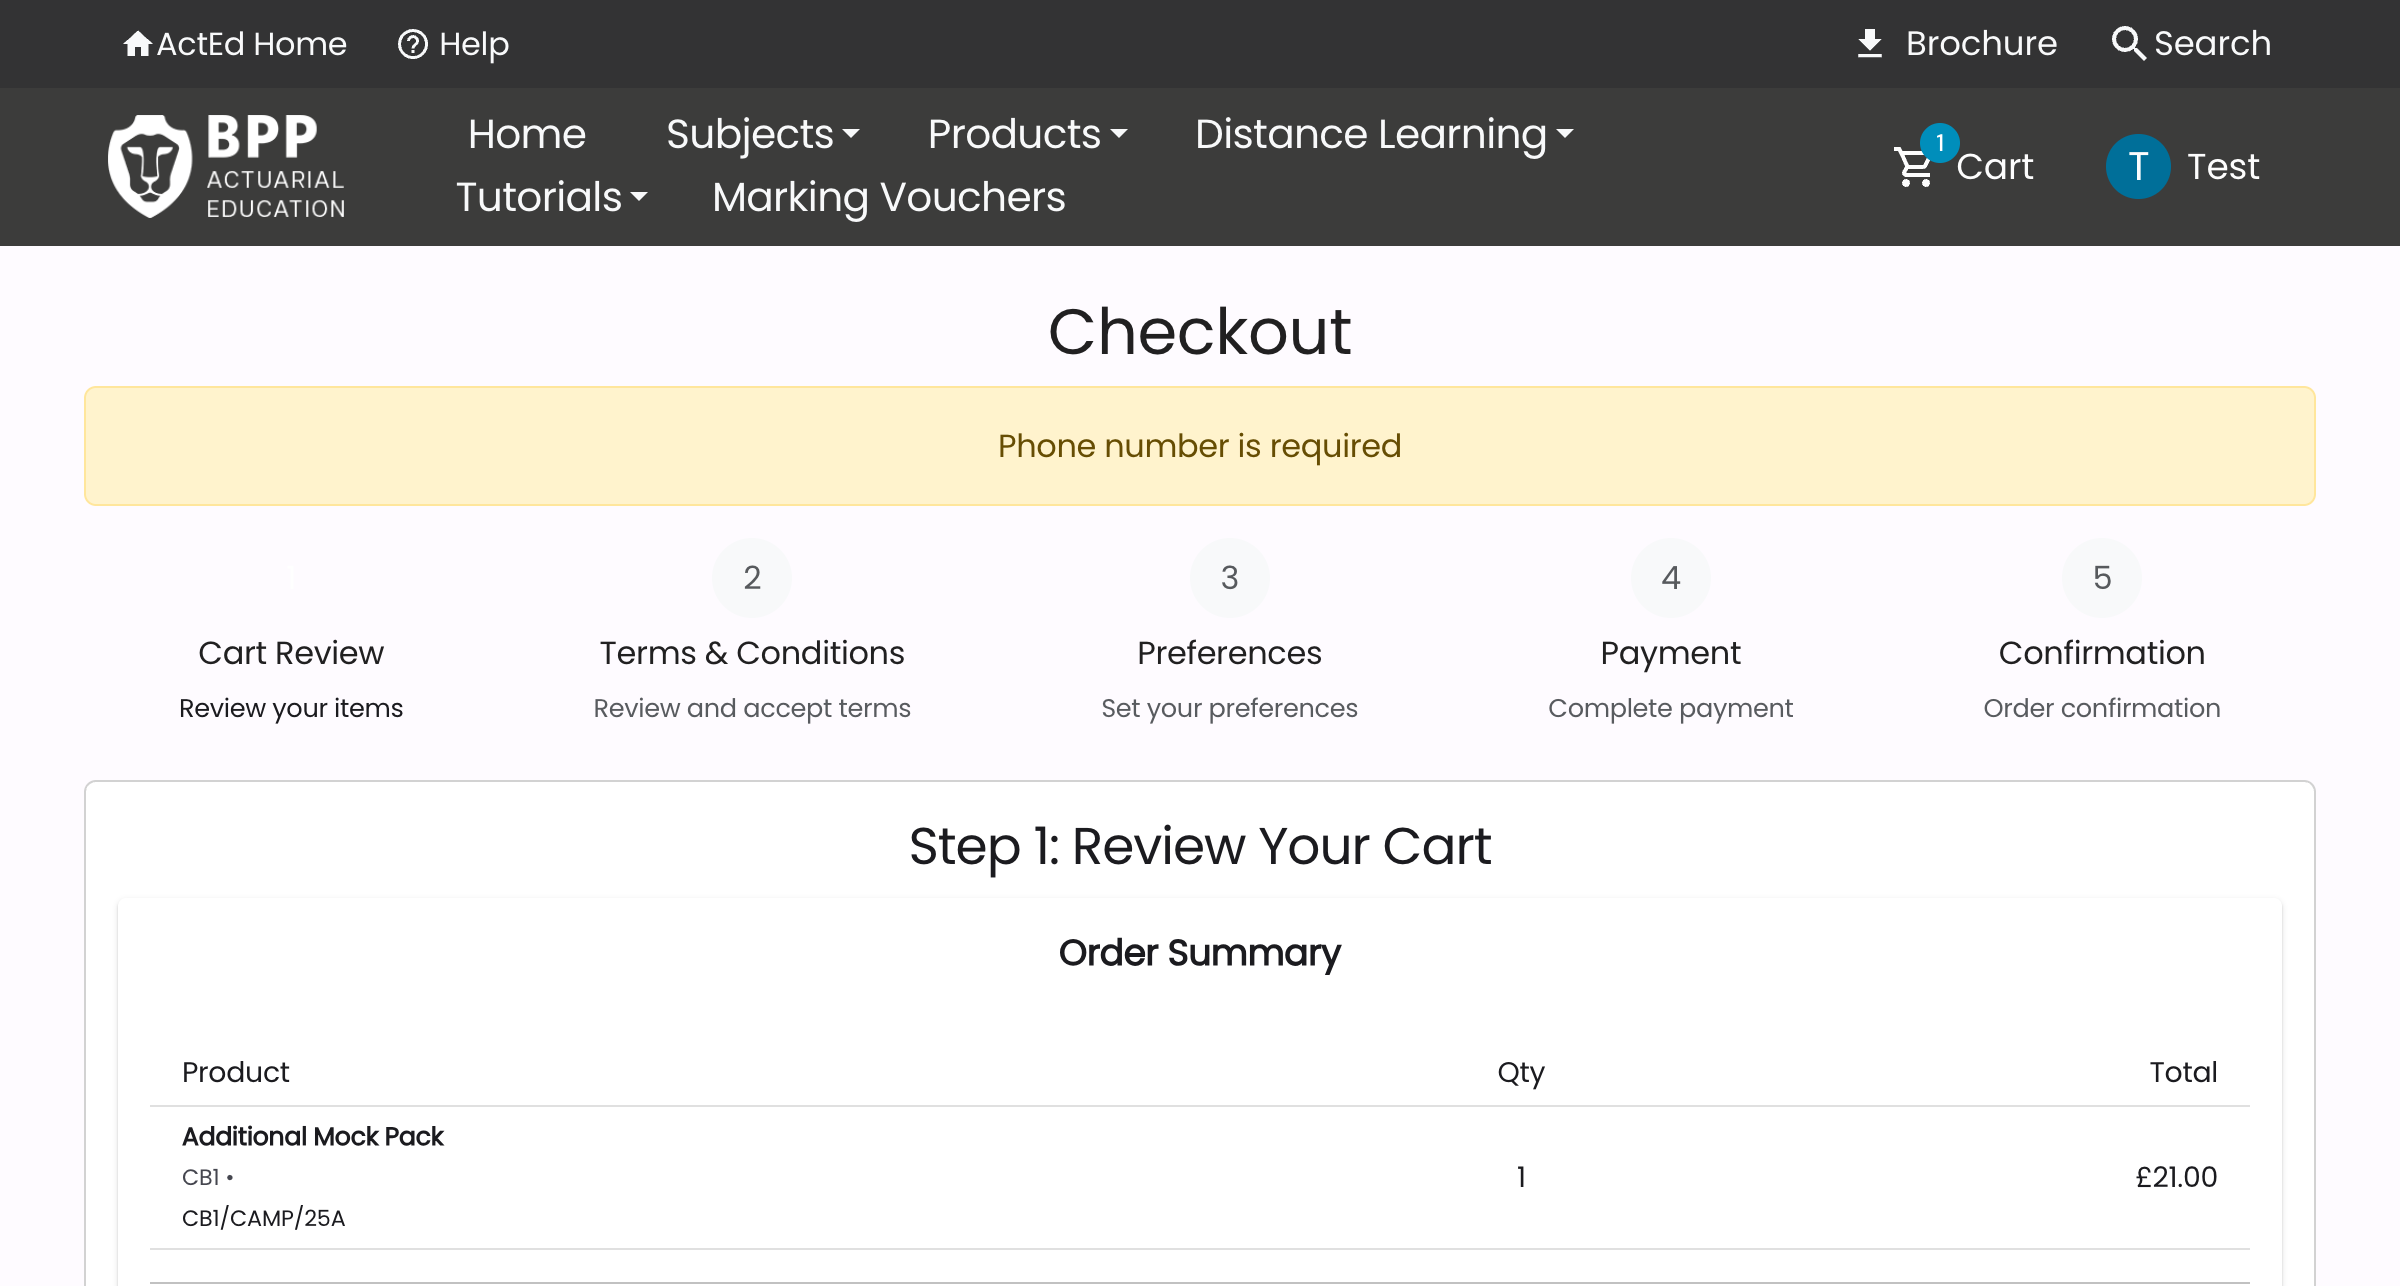 ActEd Home Help Brochure Search
BPP
ACTUARIAL
EDUCATION
Home Subjects Products Distance Learning
Tutorials Marking Vouchers
1
Cart T Test
Checkout
Phone number is required
1 2 3 4 5
Cart Review Terms & Conditions Preferences Payment Confirmation
Review your items Review and accept terms Set your preferences Complete payment Order confirmation
Step 1: Review Your Cart
Order Summary
Product Qty Total
Additional Mock Pack
CB1 •
1 £21.00
CB1/CAMP/25A